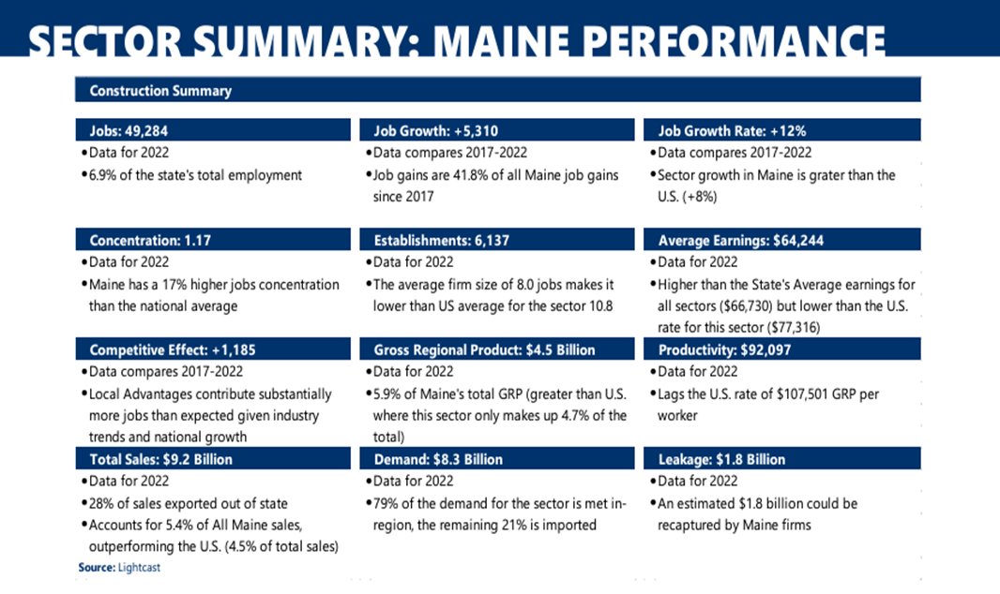 SECTOR SUMMARY: MAINE PERFORMANCE
Construction Summary
Jobs: 49,284
•Data for 2022
•6.9% of the state's total employment
Job Growth: +5,310
•Data compares 2017-2022
•Job gains are 41.8% of all Maine job gains
since 2017
Job Growth Rate: +12%
•Data compares 2017-2022
•Sector growth in Maine is grater than the
U.S. (+8%)
Concentration: 1.17
•Data for 2022
•Maine has a 17% higher jobs concentration
than the national average
Establishments: 6,137
•Data for 2022
•The average firm size of 8.0 jobs makes it
lower than US average for the sector 10.8
Average Earnings: $64,244
•Data for 2022
•Higher than the State's Average earnings for
all sectors ($66,730) but lower than the U.S.
rate for this sector ($77,316)
Competitive Effect: +1,185
•Data compares 2017-2022
•Local Advantages contribute substantially
more jobs than expected given industry
trends and national growth
Gross Regional Product: $4.5 Billion
•Data for 2022
•5.9% of Maine's total GRP (greater than U.S.
where this sector only makes up 4.7% of the
total)
Productivity: $92,097
•Data for 2022
•Lags the U.S. rate of $107,501 GRP per
worker
Total Sales: $9.2 Billion
•Data for 2022
•28% of sales exported out of state
•Accounts for 5.4% of All Maine sales,
outperforming the U.S. (4.5% of total sales)
Demand: $8.3 Billion
•Data for 2022
•79% of the demand for the sector is met in-
region, the remaining 21% is imported
Leakage: $1.8 Billion
•Data for 2022
•An estimated $1.8 billion could be
recaptured by Maine firms
Source: Lightcast